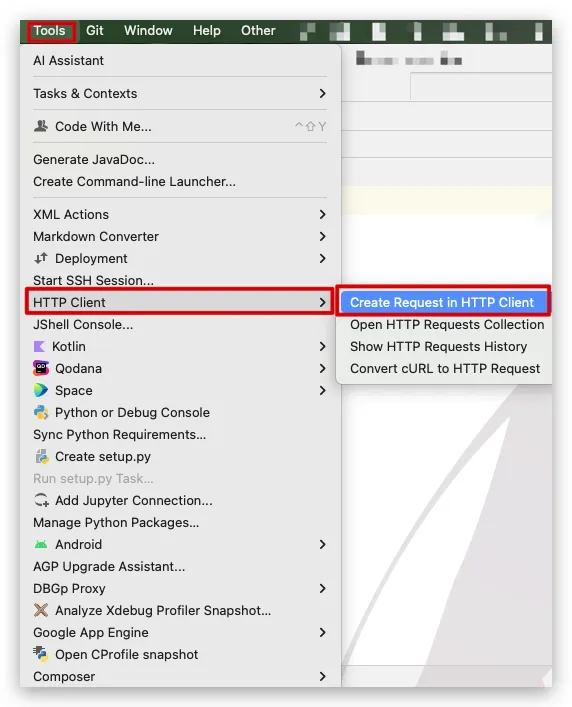 Tools Git Window Help Other
AI Assistant
Tasks & Contexts
Code With Me... ^⇧Y
Generate JavaDoc...
Create Command-line Launcher...
XML Actions
Markdown Converter
Deployment
Start SSH Session...
HTTP Client
Create Request in HTTP Client
Open HTTP Requests Collection
Show HTTP Requests History
Convert cURL to HTTP Request
JShell Console...
Kotlin
Qodana
Space
Python or Debug Console
Sync Python Requirements...
Create setup.py
Run setup.py Task...
Add Jupyter Connection...
Manage Python Packages...
Android
AGP Upgrade Assistant...
DBGp Proxy
Analyze Xdebug Profiler Snapshot...
Google App Engine
Open CProfile snapshot
Composer